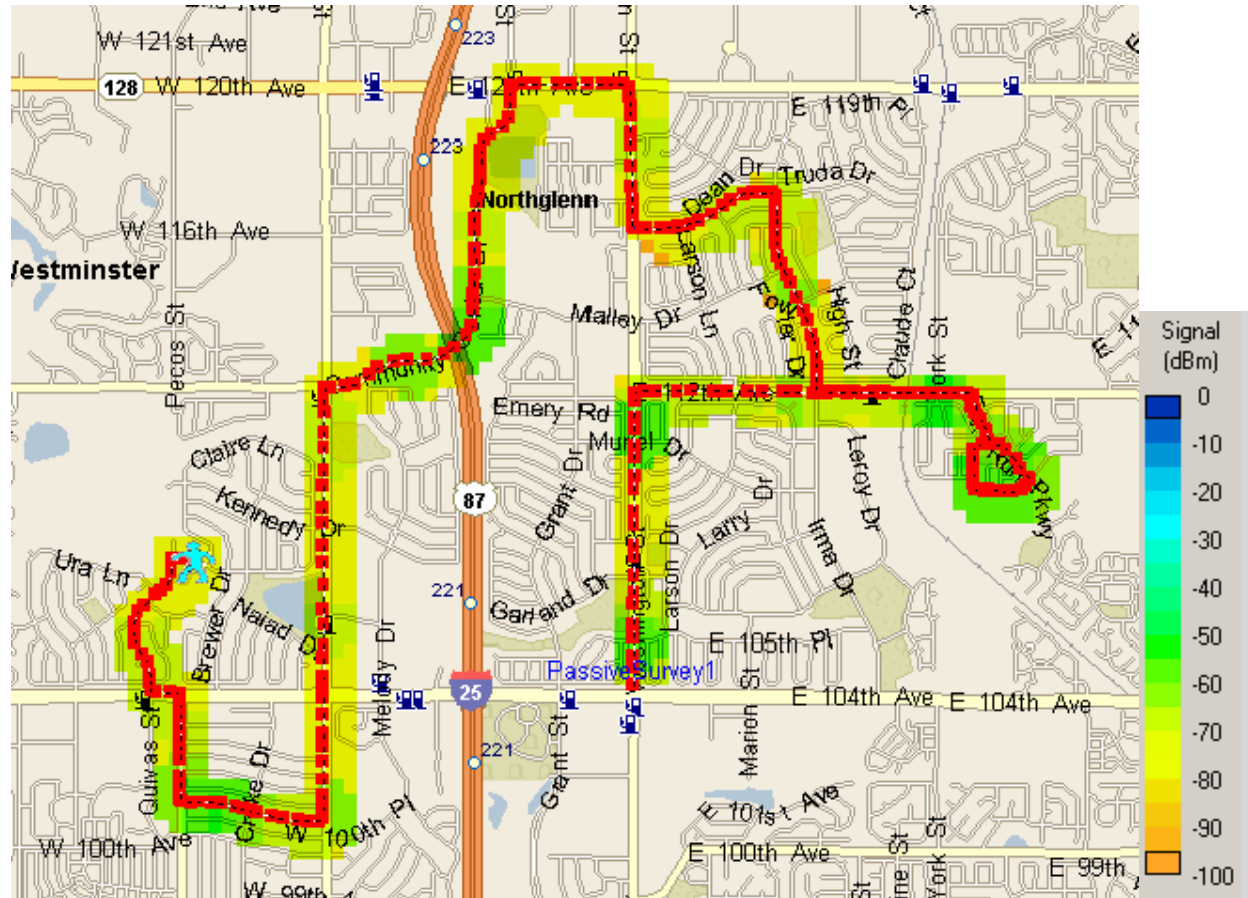 223
W 121st Ave
128
W 120th Ave
E 119th Pl
223
Dean Dr
Truda Dr
Northglenn
W 116th Ave
Larson Ln
Malley Dr
Fowler Dr
High St
Claude Ct
Pecos St
Signal
(dBm)
0
-10
-20
-30
-40
-50
-60
-70
-80
-90
-100
Emery Rd
Muriel Dr
Claire Ln
Kennedy Dr
87
Grant Dr
Larry Dr
Leroy Dr
Irma Dr
Pkwy
Ura Ln
Brewer Dr
Naiad Dr
221
Garland Dr
Larson Dr
E 105th Pl
PassiveSurvey1
Melody Dr
25
E 104th Ave
E 104th Ave
Quivas St
Grant St
Marion St
221
W 100th Pl
W 100th Ave
E 101st Ave
E 100th Ave
York St
E 99th